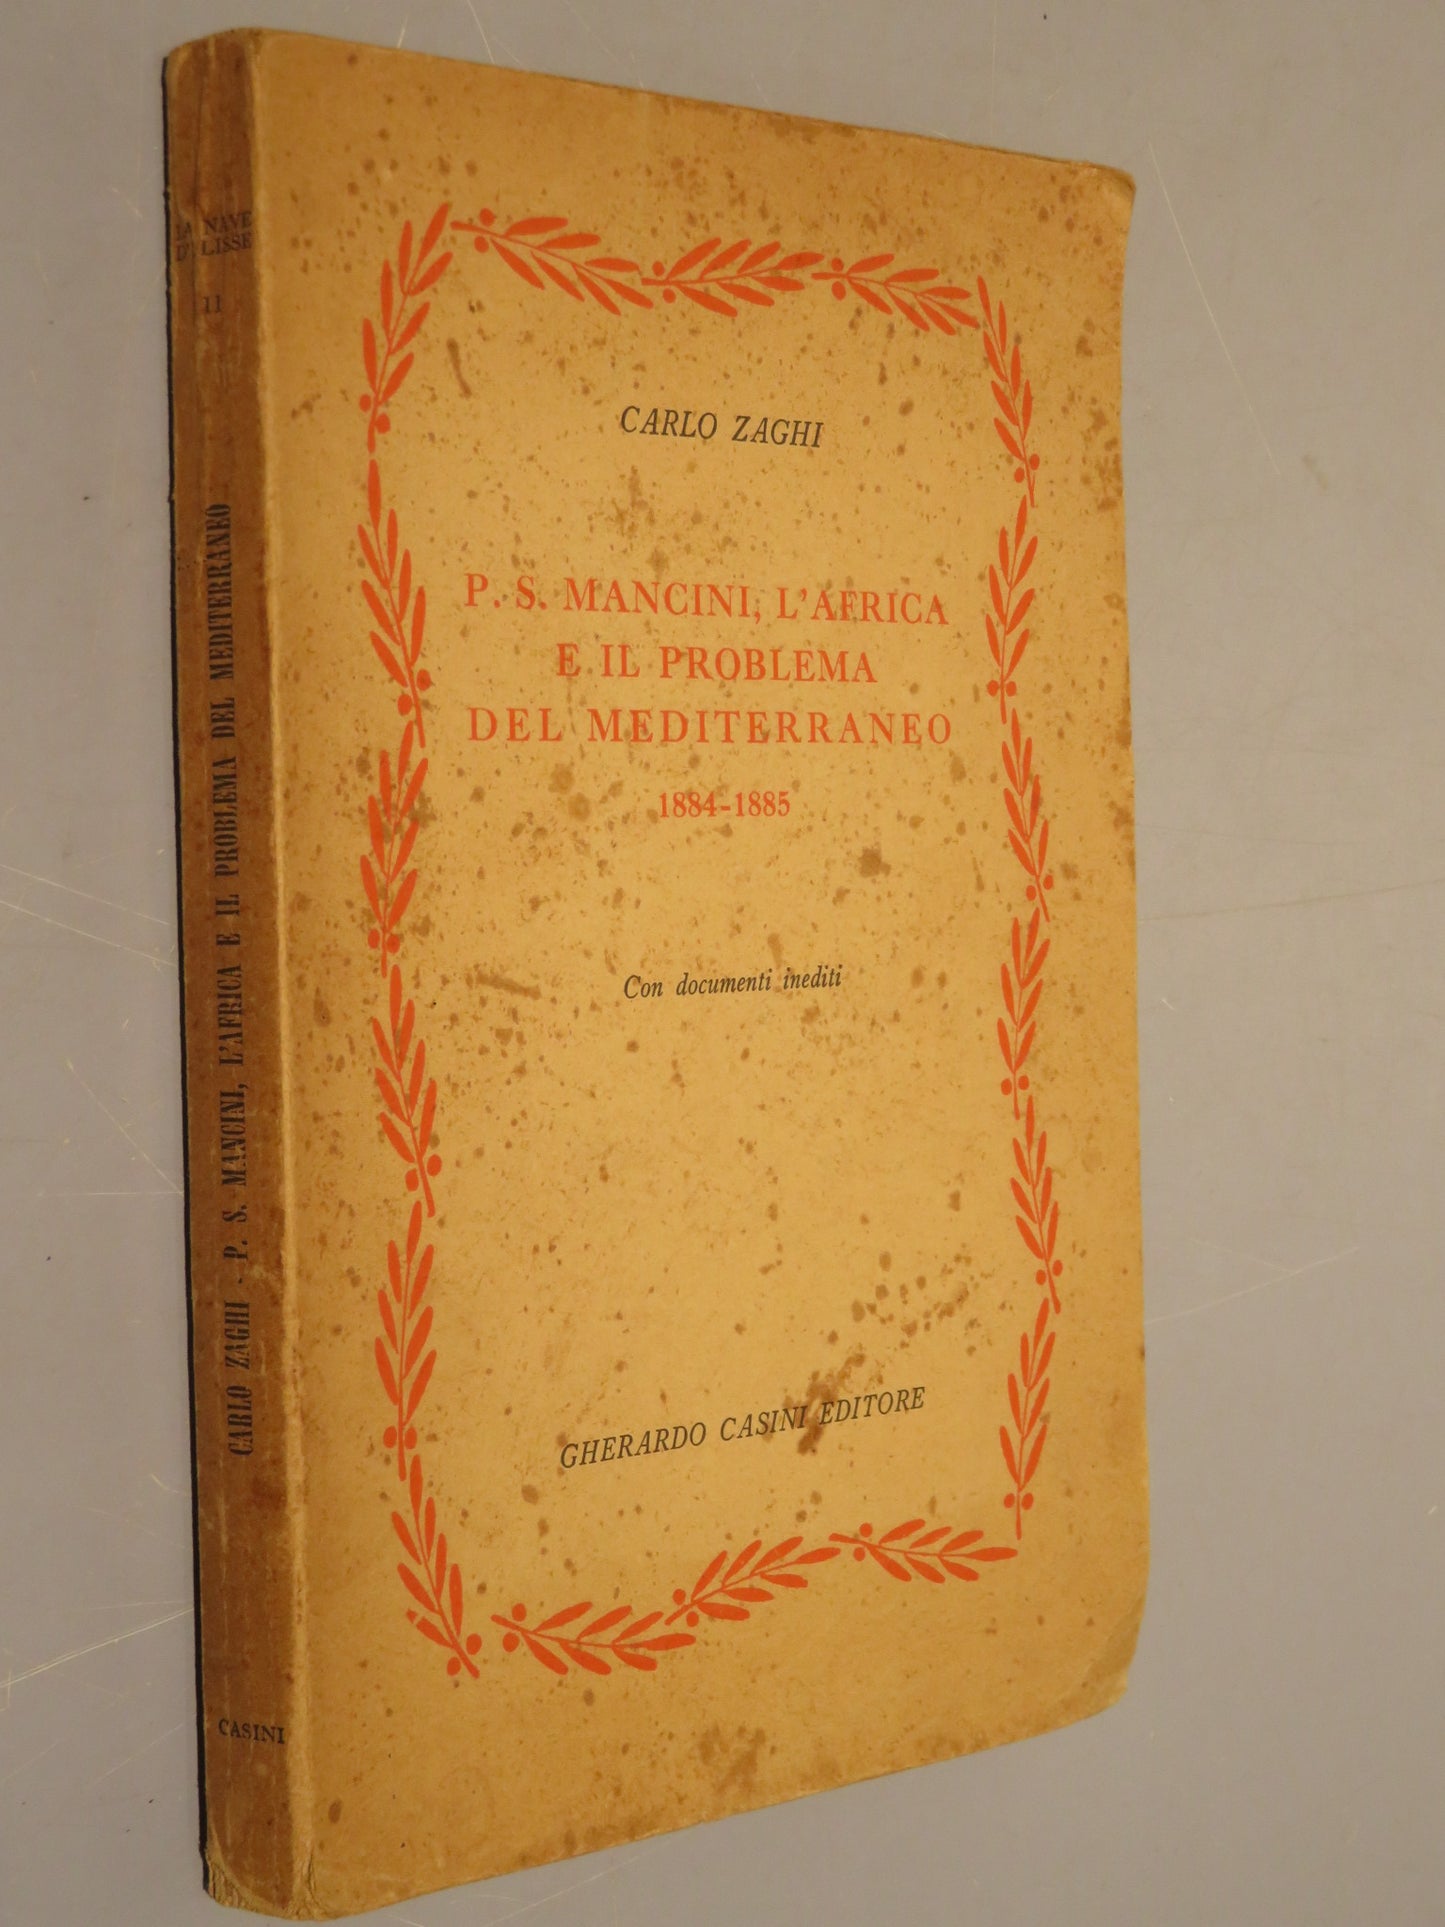 CARLO ZAGHI
P. S. MANCINI, L'AFRICA
E IL PROBLEMA
DEL MEDITERRANEO
1884-1885
Con documenti inediti
GHERARDO CASINI EDITORE
LA NAVE
D'ULISSE
11
CARLO ZAGHI - P. S. MANCINI, L'AFRICA E IL PROBLEMA DEL MEDITERRANEO
CASINI